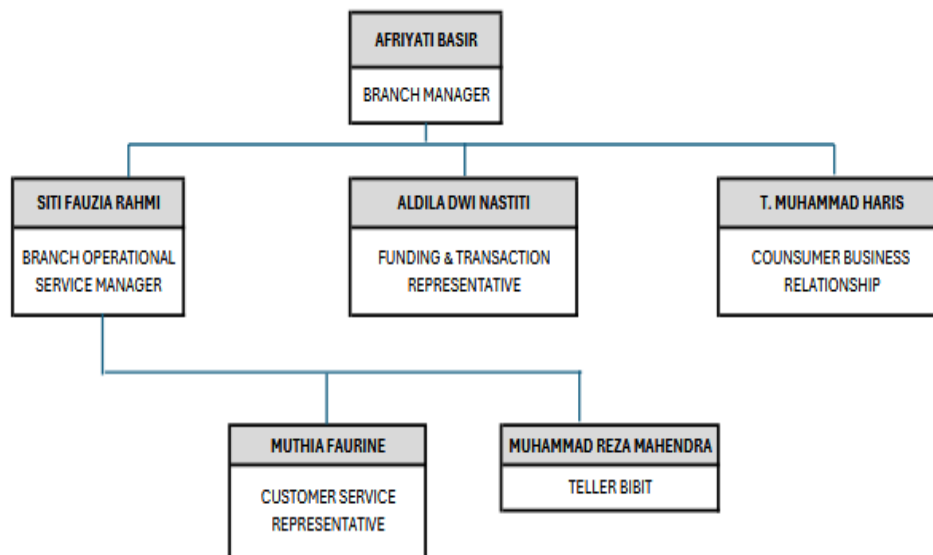 AFRIYATI BASIR
BRANCH MANAGER
SITI FAUZIA RAHMI
BRANCH OPERATIONAL
SERVICE MANAGER
ALDILA DWI NASTITI
FUNDING & TRANSACTION
REPRESENTATIVE
T. MUHAMMAD HARIS
COUNSUMER BUSINESS
RELATIONSHIP
MUTHIA FAURINE
CUSTOMER SERVICE
REPRESENTATIVE
MUHAMMAD REZA MAHENDRA
TELLER BIBIT